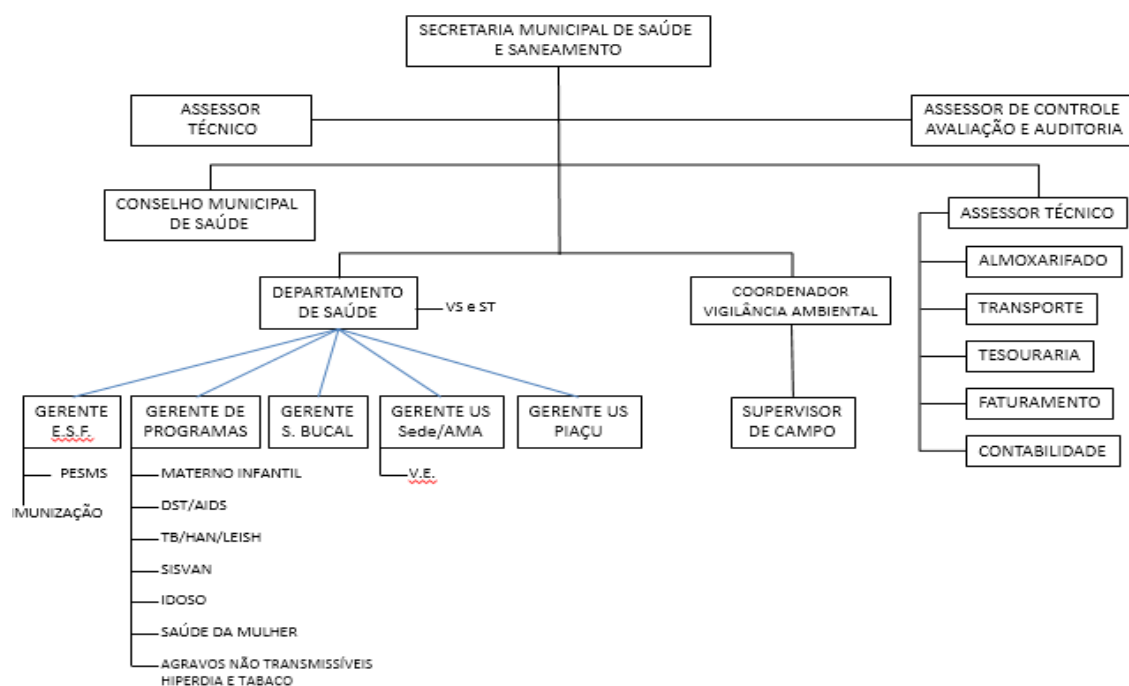 SECRETARIA MUNICIPAL DE SAÚDE
E SANEAMENTO
ASSESSOR
TÉCNICO
ASSESSOR DE CONTROLE
AVALIAÇÃO E AUDITORIA
CONSELHO MUNICIPAL
DE SAÚDE
ASSESSOR TÉCNICO
ALMOXARIFADO
TRANSPORTE
TESOURARIA
FATURAMENTO
CONTABILIDADE
DEPARTAMENTO
DE SAÚDE
VS e ST
COORDENADOR
VIGILÂNCIA AMBIENTAL
GERENTE
E.S.F.
GERENTE DE
PROGRAMAS
GERENTE
S. BUCAL
GERENTE US
Sede/AMA
GERENTE US
PIAÇU
SUPERVISOR
DE CAMPO
PESMS
IMUNIZAÇÃO
MATERNO INFANTIL
DST/AIDS
TB/HAN/LEISH
SISVAN
IDOSO
SAÚDE DA MULHER
AGRAVOS NÃO TRANSMISSÍVEIS
HIPERDIA E TABACO
V.E.